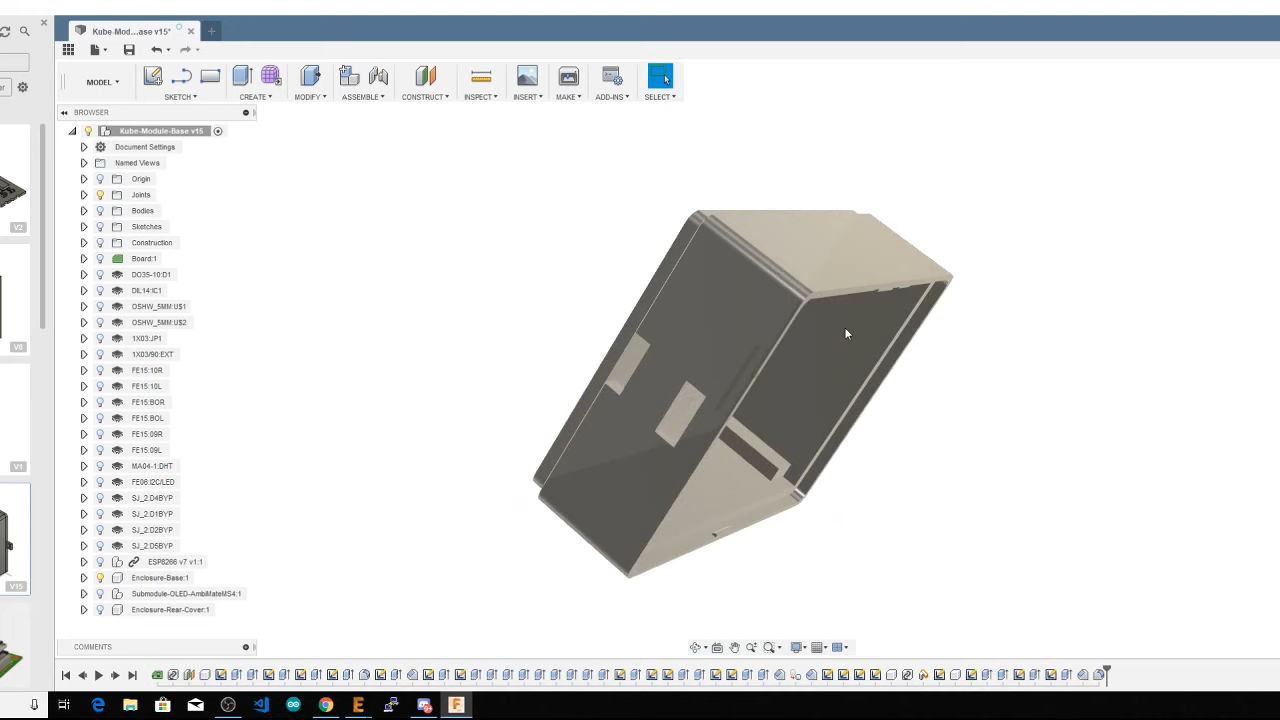 Kube-Mod...ase v15*
er
MODEL
SKETCH
CREATE
MODIFY
ASSEMBLE
CONSTRUCT
INSPECT
INSERT
MAKE
ADD-INS
SELECT
BROWSER
Kube-Module-Base v15
Document Settings
Named Views
Origin
Joints
Bodies
Sketches
Construction
Board:1
DO35-10:D1
DIL14:IC1
OSHW_5MM:U$1
OSHW_5MM:U$2
1X03:JP1
1X03/90:EXT
FE15:10R
FE15:10L
FE15:BOR
FE15:BOL
FE15:09R
FE15:09L
MA04-1:DHT
FE06:I2C/LED
SJ_2:D4BYP
SJ_2:D1BYP
SJ_2:D2BYP
SJ_2:D5BYP
ESP8266 v7 v1:1
Enclosure-Base:1
Submodule-OLED-AmbiMateMS4:1
Enclosure-Rear-Cover:1
V2
V8
V1
V15
COMMENTS